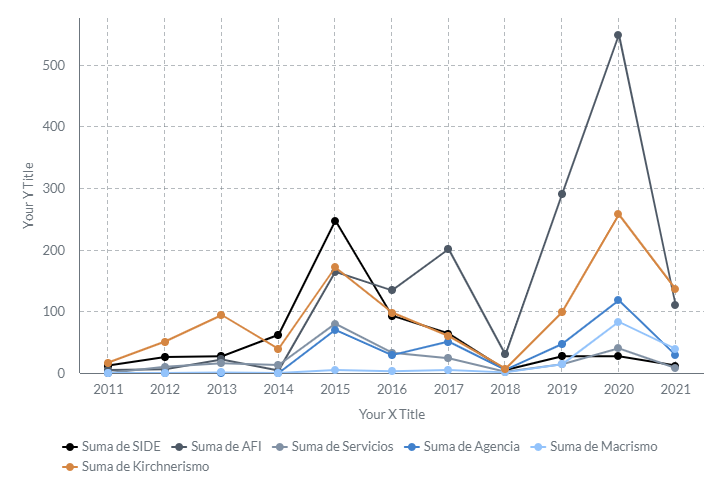 500
400
300
200
100
0
Your Y Title
2011 2012 2013 2014 2015 2016 2017 2018 2019 2020 2021
Your X Title
Suma de SIDE Suma de AFI Suma de Servicios Suma de Agencia Suma de Macrismo
Suma de Kirchnerismo